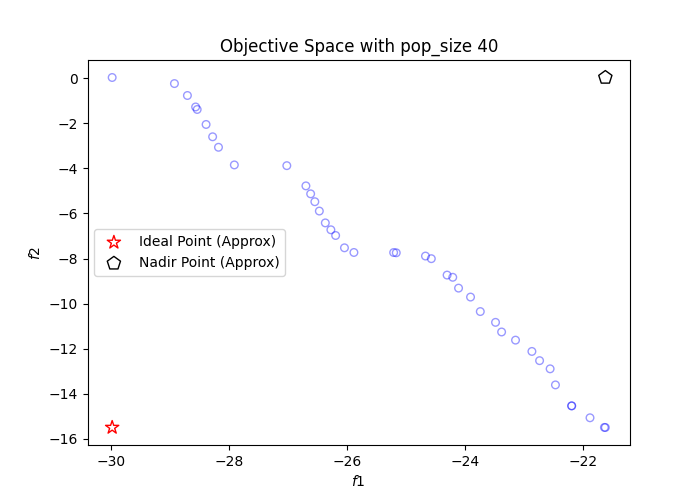 Objective Space with pop_size 40
0
−2
−4
−6
−8
−10
−12
−14
−16
f2
Ideal Point (Approx)
Nadir Point (Approx)
−30
−28
−26
−24
−22
f1